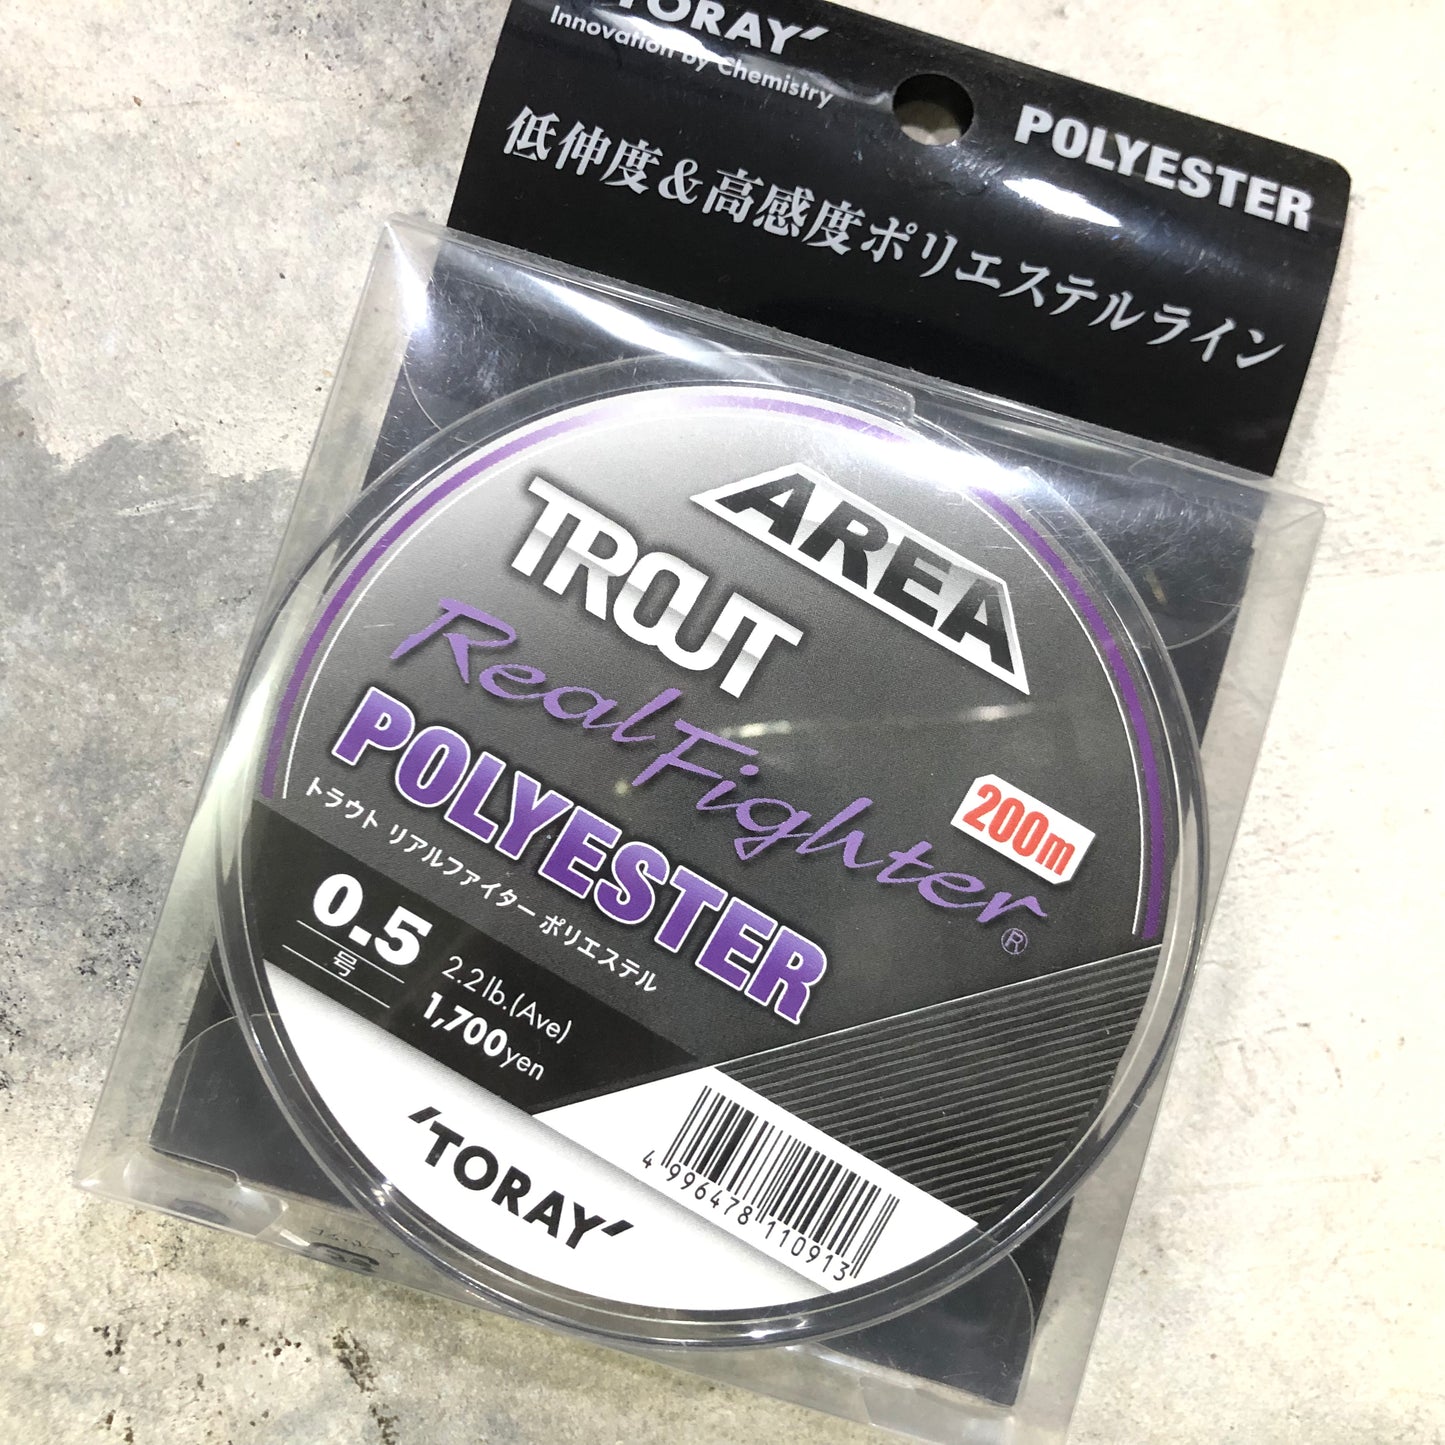 'TORAY'
Innovation by Chemistry
POLYESTER
低伸度&高感度ポリエステルライン
AREA
TROUT
Real Fighter®
POLYESTER
トラウト リアルファイター ポリエステル
200m
0.5
号
2.2lb.(Ave)
1,700yen
'TORAY'
4 996478 110913